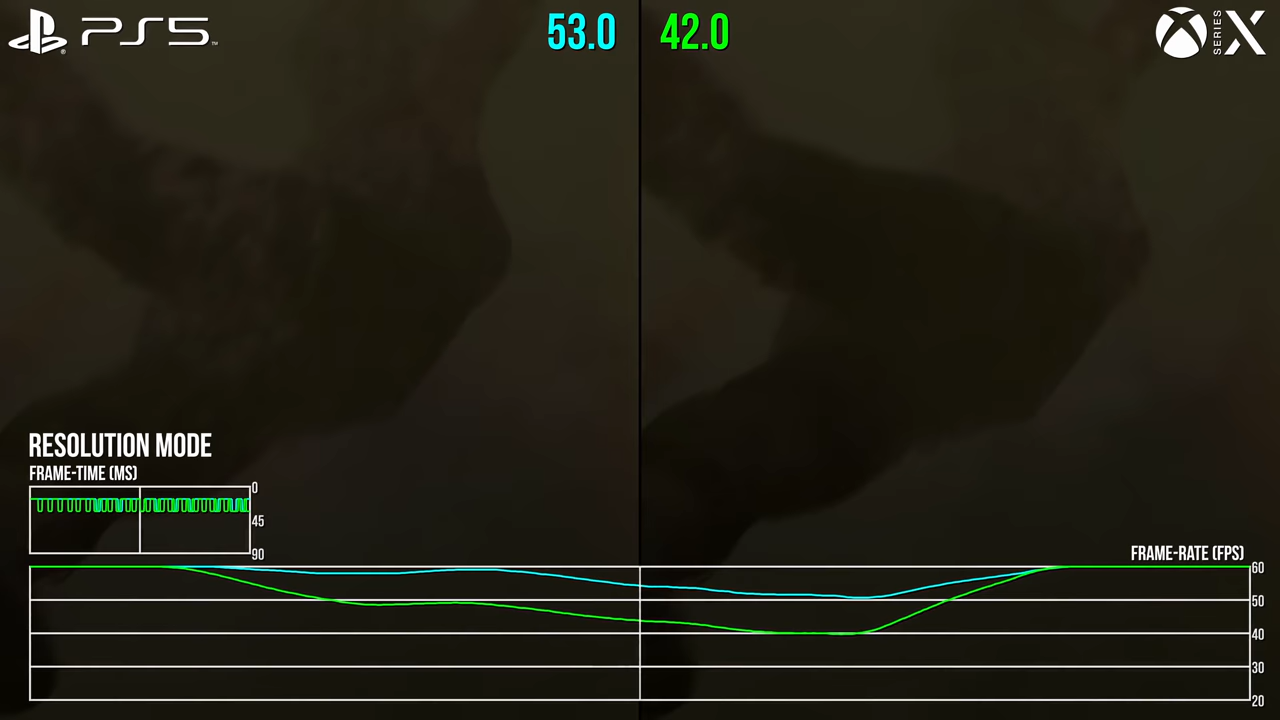 PS5
53.0
42.0
SERIES X
RESOLUTION MODE
FRAME-TIME (MS)
0
45
90
FRAME-RATE (FPS)
60
50
40
30
20